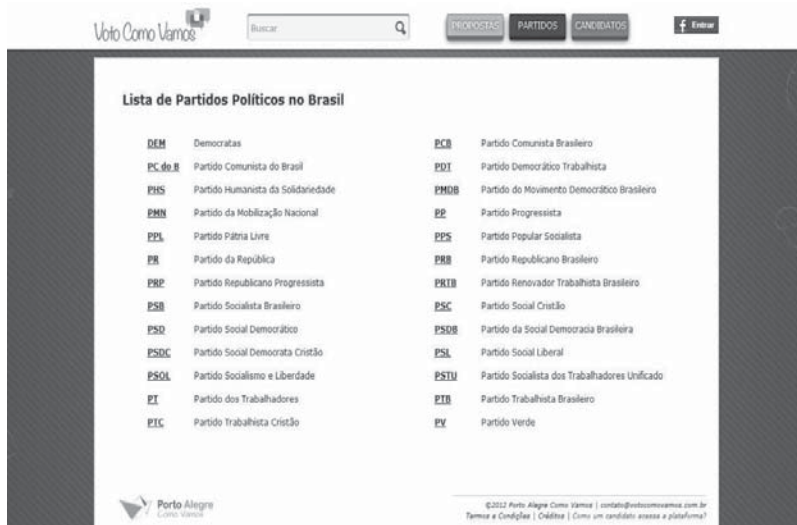 Voto Como Vamos
Buscar
PROPOSTAS PARTIDOS CANDIDATOS
f Entrar
Lista de Partidos Políticos no Brasil
DEM Democratas
PCB Partido Comunista Brasileiro
PC do B Partido Comunista do Brasil
PDT Partido Democrático Trabalhista
PHS Partido Humanista da Solidariedade
PMDB Partido do Movimento Democrático Brasileiro
PMN Partido da Mobilização Nacional
PP Partido Progressista
PPL Partido Pátria Livre
PPS Partido Popular Socialista
PR Partido da República
PRB Partido Republicano Brasileiro
PRP Partido Republicano Progressista
PRTB Partido Renovador Trabalhista Brasileiro
PSB Partido Socialista Brasileiro
PSC Partido Social Cristão
PSD Partido Social Democrático
PSDB Partido da Social Democracia Brasileira
PSDC Partido Social Democrata Cristão
PSL Partido Social Liberal
PSOL Partido Socialismo e Liberdade
PSTU Partido Socialista dos Trabalhadores Unificado
PT Partido dos Trabalhadores
PTB Partido Trabalhista Brasileiro
PTC Partido Trabalhista Cristão
PV Partido Verde
Porto Alegre
Como Vamos
©2012 Porto Alegre Como Vamos | contato@votocomovamos.com.br
Termos e Condições | Créditos | Como um candidato acessa a plataforma?